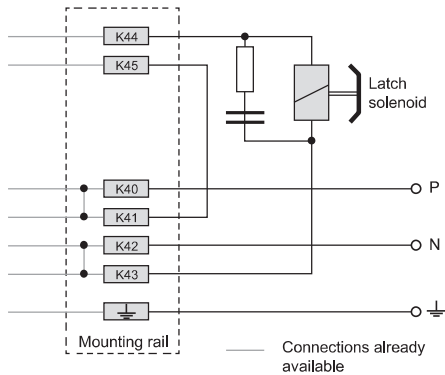 K44
K45
Latch
solenoid
K40
P
K41
K42
N
K43
Mounting rail
Connections already
available